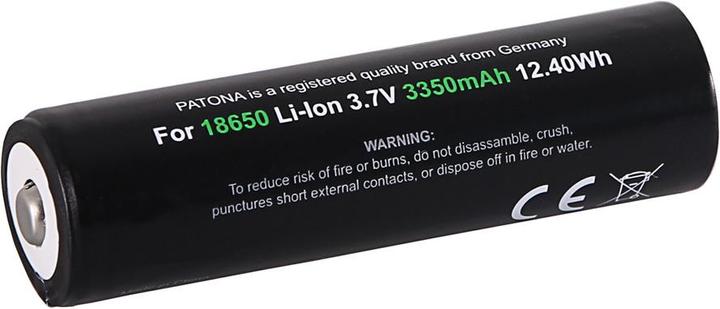 PATONA is a registered quality brand from Germany
For 18650 Li-Ion 3.7V 3350mAh 12.40Wh
WARNING:
To reduce risk of fire or burns, do not disassamble, crush,
punctures short external contacts, or dispose off in fire or water.
CE